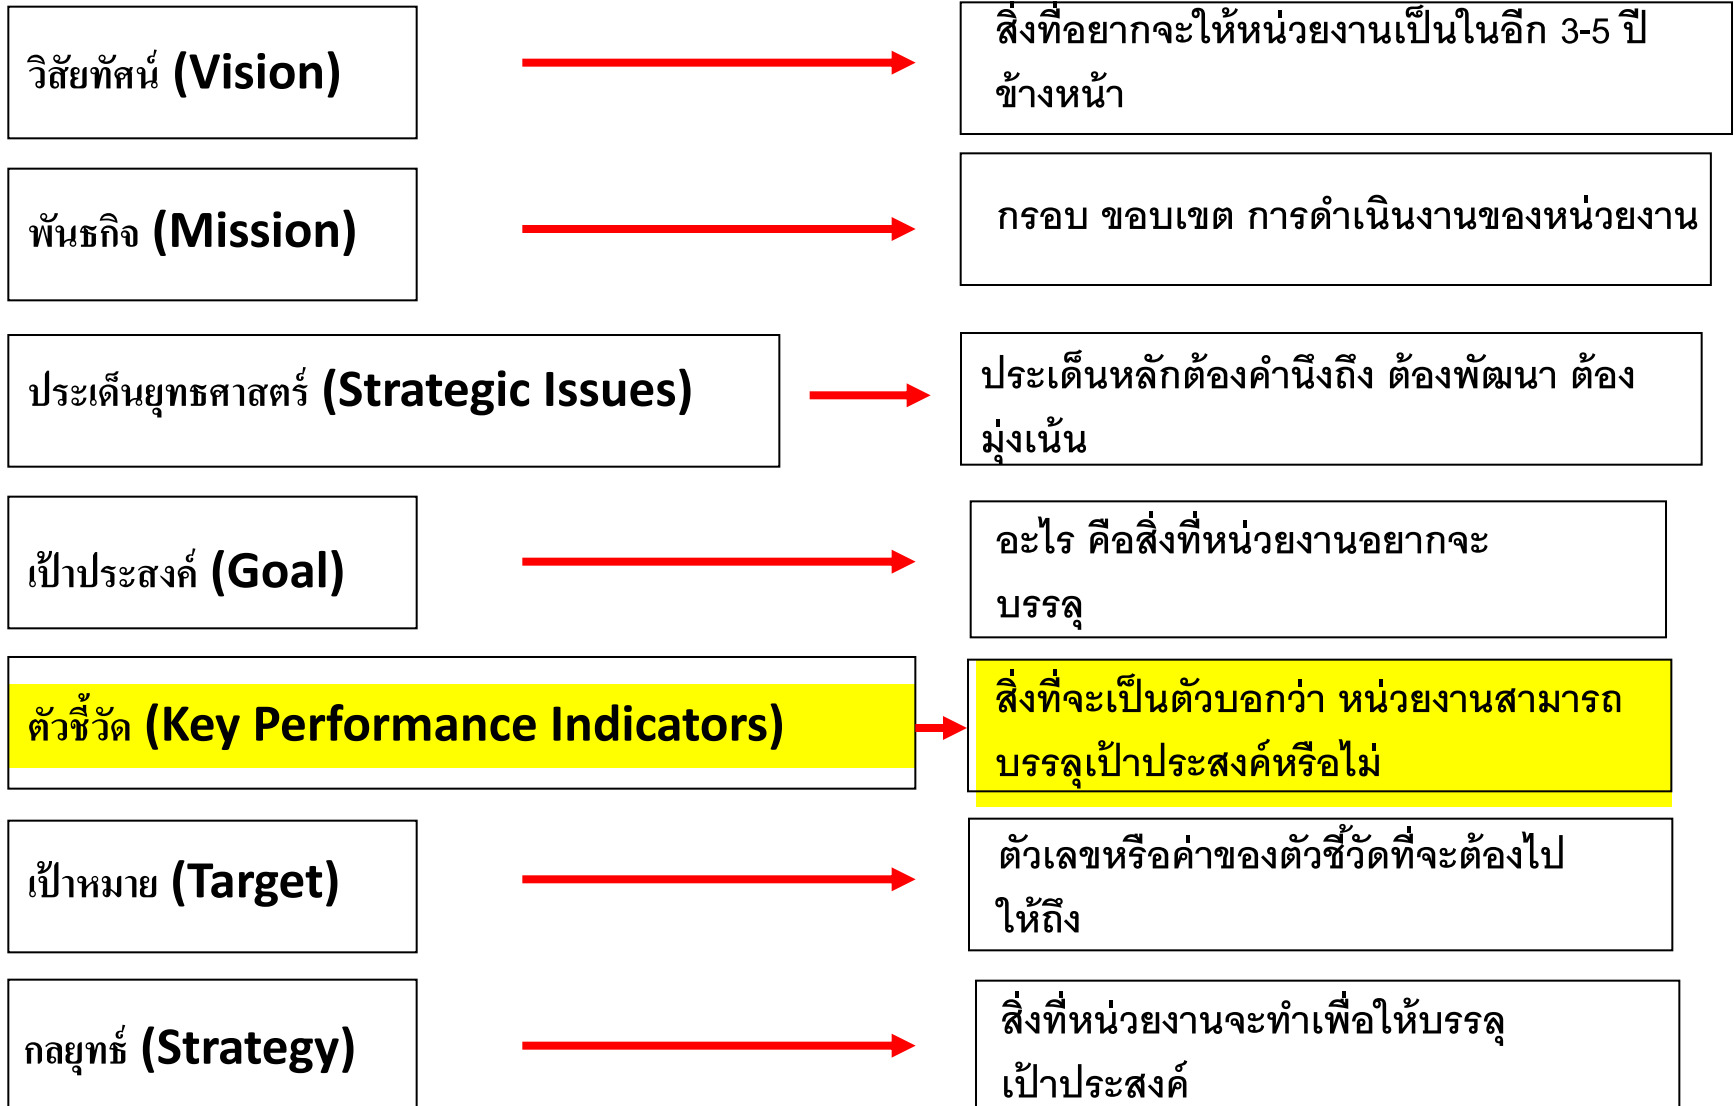 วิสัยทัศน์ (Vision)
สิ่งที่อยากจะให้หน่วยงานเป็นในอีก 3-5 ปี
ข้างหน้า
พันธกิจ (Mission)
กรอบ ขอบเขต การดำเนินงานของหน่วยงาน
ประเด็นยุทธศาสตร์ (Strategic Issues)
ประเด็นหลักต้องคำนึงถึง ต้องพัฒนา ต้อง
มุ่งเน้น
เป้าประสงค์ (Goal)
อะไร คือสิ่งที่หน่วยงานอยากจะ
บรรลุ
ตัวชี้วัด (Key Performance Indicators)
สิ่งที่จะเป็นตัวบอกว่า หน่วยงานสามารถ
บรรลุเป้าประสงค์หรือไม่
เป้าหมาย (Target)
ตัวเลขหรือค่าของตัวชี้วัดที่จะต้องไป
ให้ถึง
กลยุทธ์ (Strategy)
สิ่งที่หน่วยงานจะทำเพื่อให้บรรลุ
เป้าประสงค์